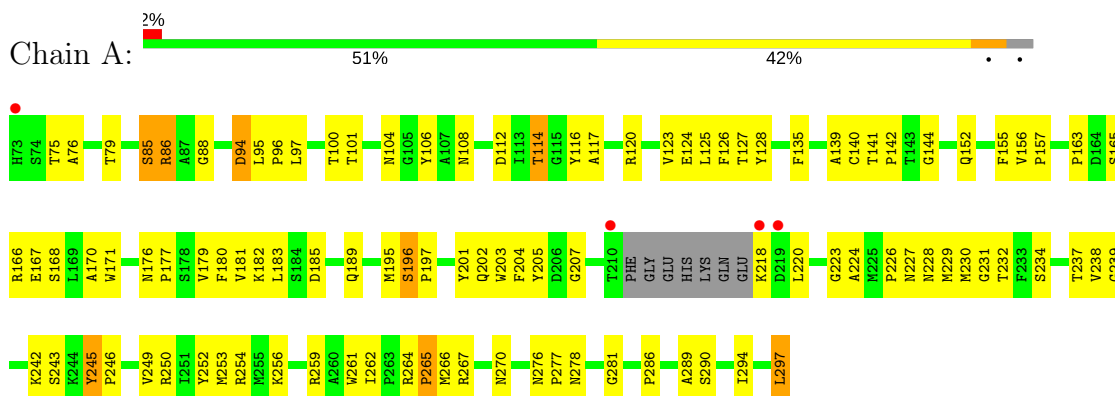 2%
Chain A:
51% 42% • •
H73 S74 T75 A76 T79 S85 R86 A87 G88 D94 L95 P96 L97 T100 T101 N104 G105 Y106 A107 N108 D112 I113 T114 G115 Y116 A117 R120 V123 E124 L125 F126 T127 Y128 F135 A139 C140 T141 P142 T143 G144 Q152 F155 V156 P157 P163 D164 S165
R166 E167 S168 L169 A170 W171 N176 P177 S178 V179 F180 V181 K182 L183 S184 D185 Q189 M195 S196 P197 Y201 Q202 W203 F204 Y205 D206 G207 T210 PHE GLY GLU HIS LYS GLN GLU K218 D219 L220 G223 A224 M225 P226 N227 N228 M229 M230 G231 T232 F233 S234 T237 V238
K242 S243 K244 Y245 P246 V249 R250 I251 Y252 M253 R254 M255 K256 R259 A260 W261 I262 P263 R264 P265 M266 R267 N270 N276 P277 N278 G281 P286 A289 S290 I294 L297